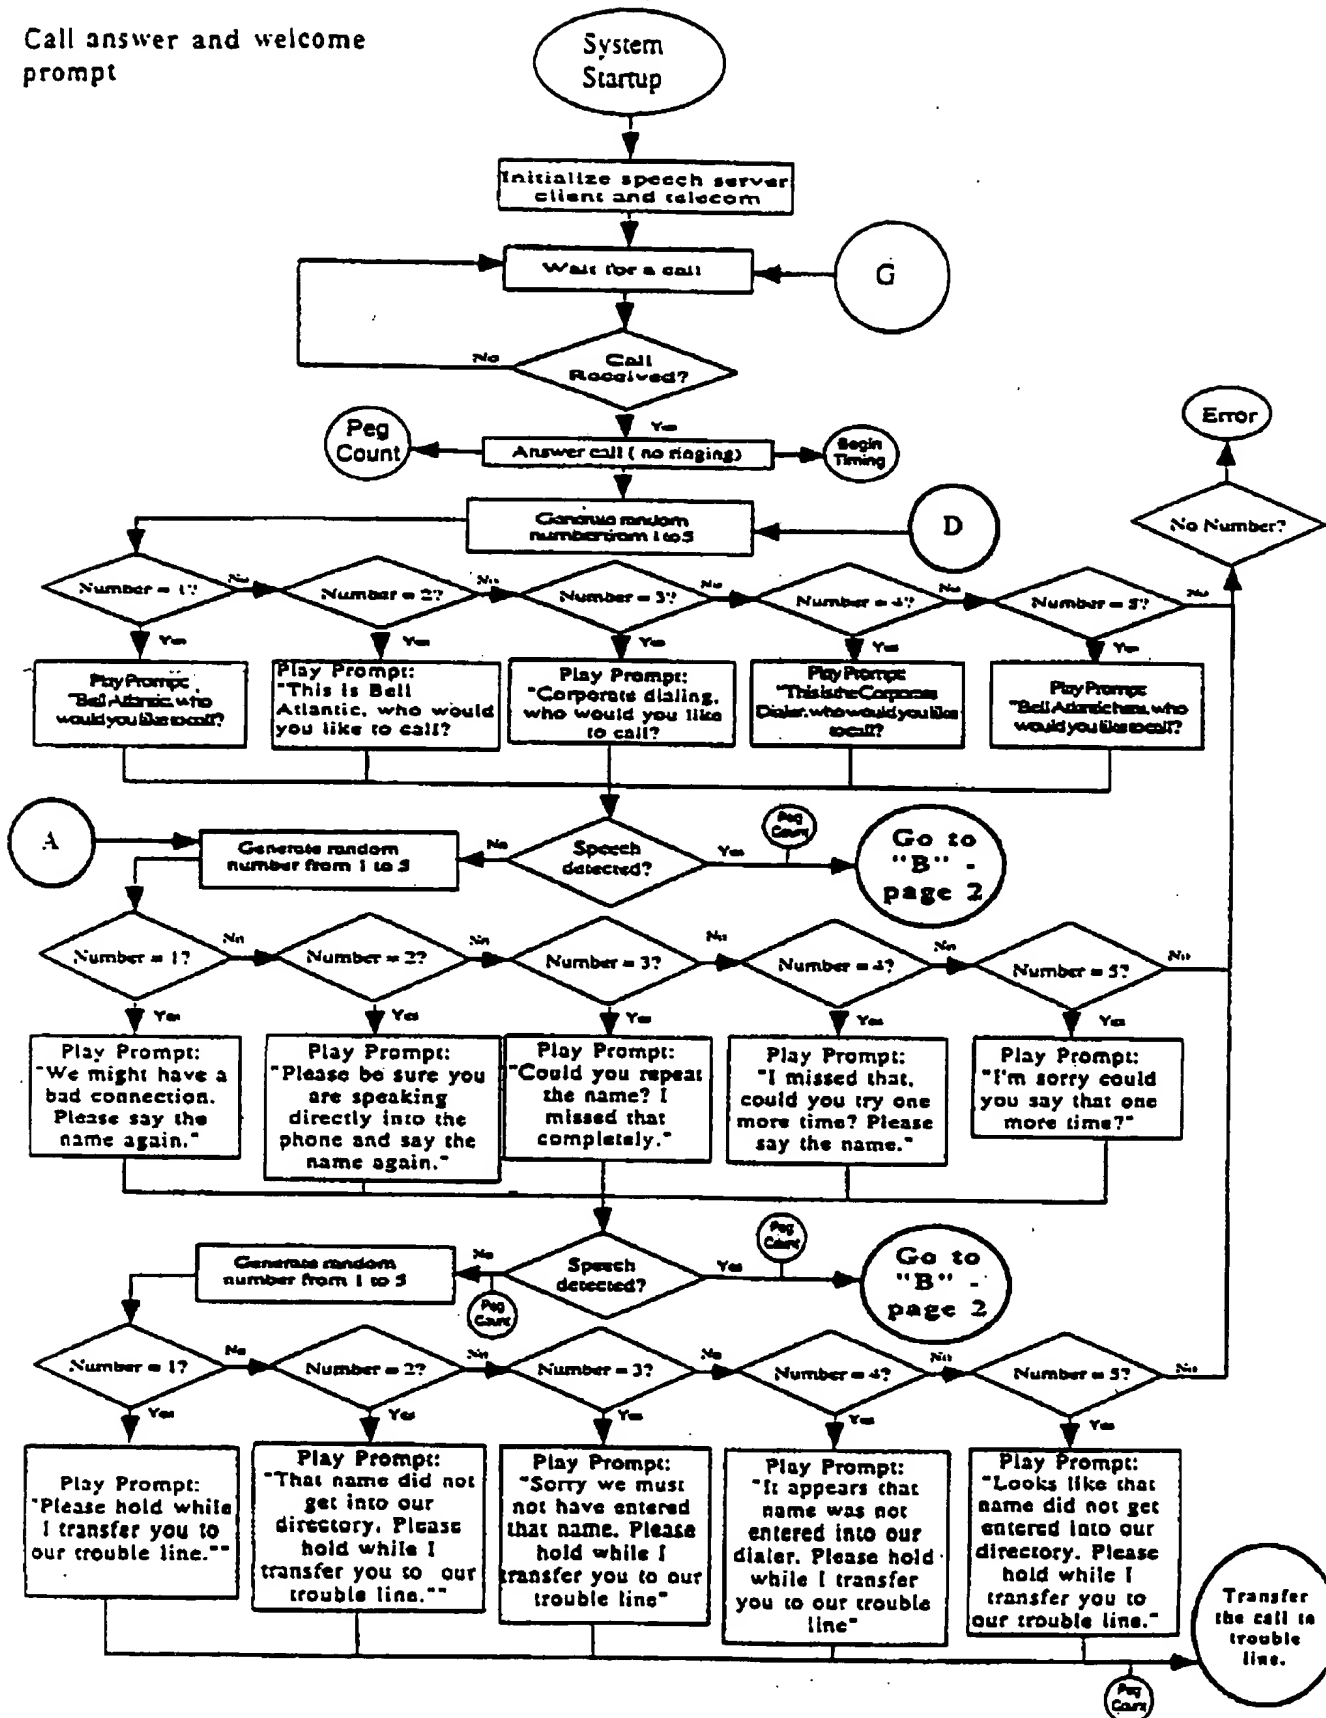 Call answer and welcome
prompt
System
Startup
Initialize speech server
client and telecom
Wait for a call
G
No
Call
Received?
Yes
Error
Peg
Count
Answer call ( no ringing)
Begin
Timing
Generate random
number from 1 to 5
D
No Number?
Number = 1?
No
Number = 2?
No
Number = 3?
No
Number = 4?
No
Number = 5?
No
Yes
Yes
Yes
Yes
Yes
Play Prompt:
"Bell Atlantic, who
would you like to call?
Play Prompt:
"This is Bell
Atlantic, who would
you like to call?
Play Prompt:
"Corporate dialing,
who would you like
to call?
Play Prompt:
"This is the Corporate
Dialer, who would you like
to call?
Play Prompt:
"Bell Atlantic here, who
would you like to call?
A
Generate random
number from 1 to 5
No
Speech
detected?
Yes
Peg
Count
Go to
"B" -
page 2
Number = 1?
No
Number = 2?
No
Number = 3?
No
Number = 4?
No
Number = 5?
No
Yes
Yes
Yes
Yes
Yes
Play Prompt:
"We might have a
bad connection.
Please say the
name again."
Play Prompt:
"Please be sure you
are speaking
directly into the
phone and say the
name again."
Play Prompt:
"Could you repeat
the name? I
missed that
completely."
Play Prompt:
"I missed that,
could you try one
more time? Please
say the name."
Play Prompt:
"I'm sorry could
you say that one
more time?"
Generate random
number from 1 to 5
No
Peg
Count
Speech
detected?
Yes
Peg
Count
Go to
"B" -
page 2
Number = 1?
No
Number = 2?
No
Number = 3?
No
Number = 4?
No
Number = 5?
No
Yes
Yes
Yes
Yes
Yes
Play Prompt:
"Please hold while
I transfer you to
our trouble line.""
Play Prompt:
"That name did not
get into our
directory. Please
hold while I
transfer you to our
trouble line.""
Play Prompt:
"Sorry we must
not have entered
that name. Please
hold while I
transfer you to our
trouble line"
Play Prompt:
"It appears that
name was not
entered into our
dialer. Please hold
while I transfer
you to our trouble
line"
Play Prompt:
"Looks like that
name did not get
entered into our
directory. Please
hold while I
transfer you to
our trouble line."
Peg
Count
Transfer
the call to
trouble
line.